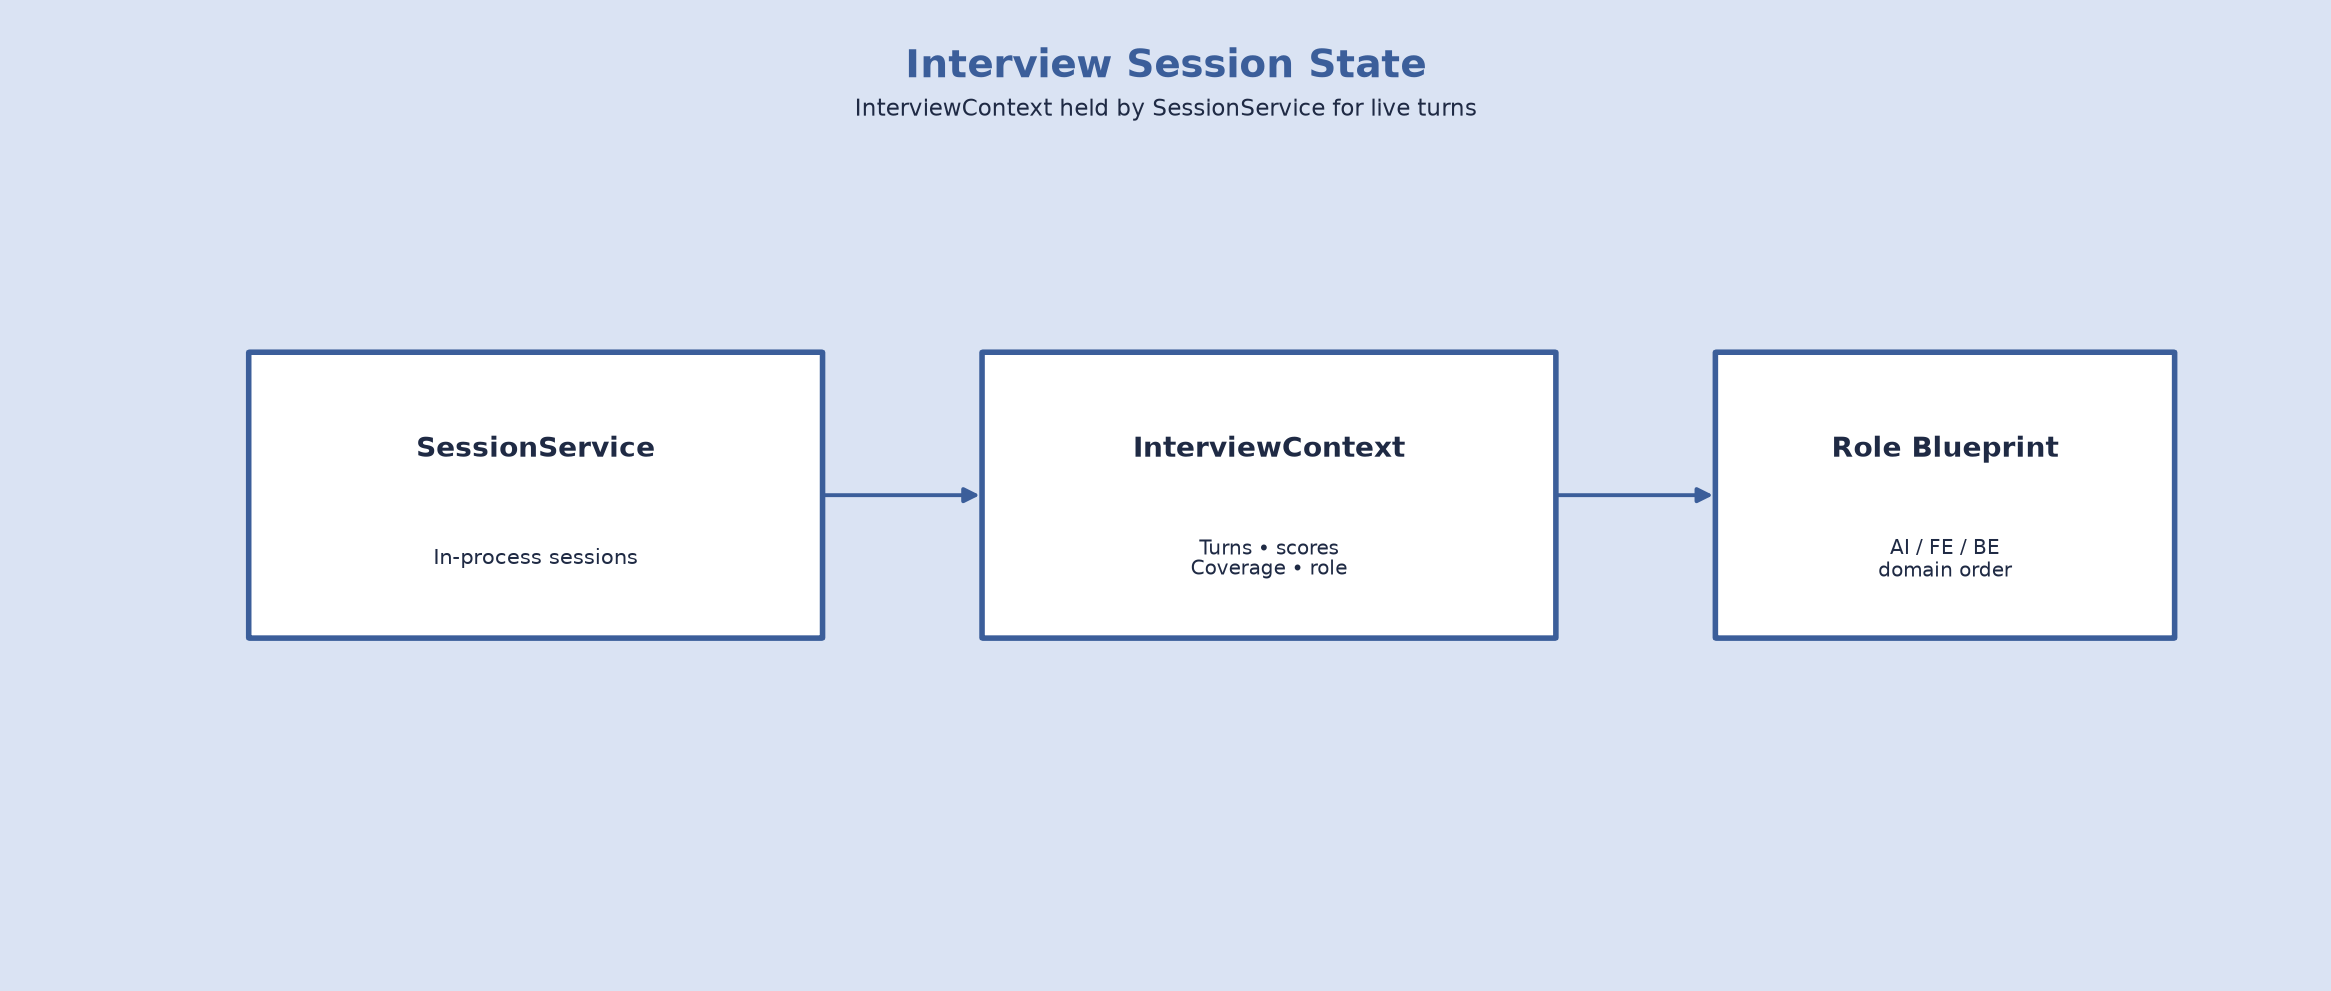 Interview Session State
InterviewContext held by SessionService for live turns
SessionService
In-process sessions
InterviewContext
Turns • scores
Coverage • role
Role Blueprint
AI / FE / BE
domain order